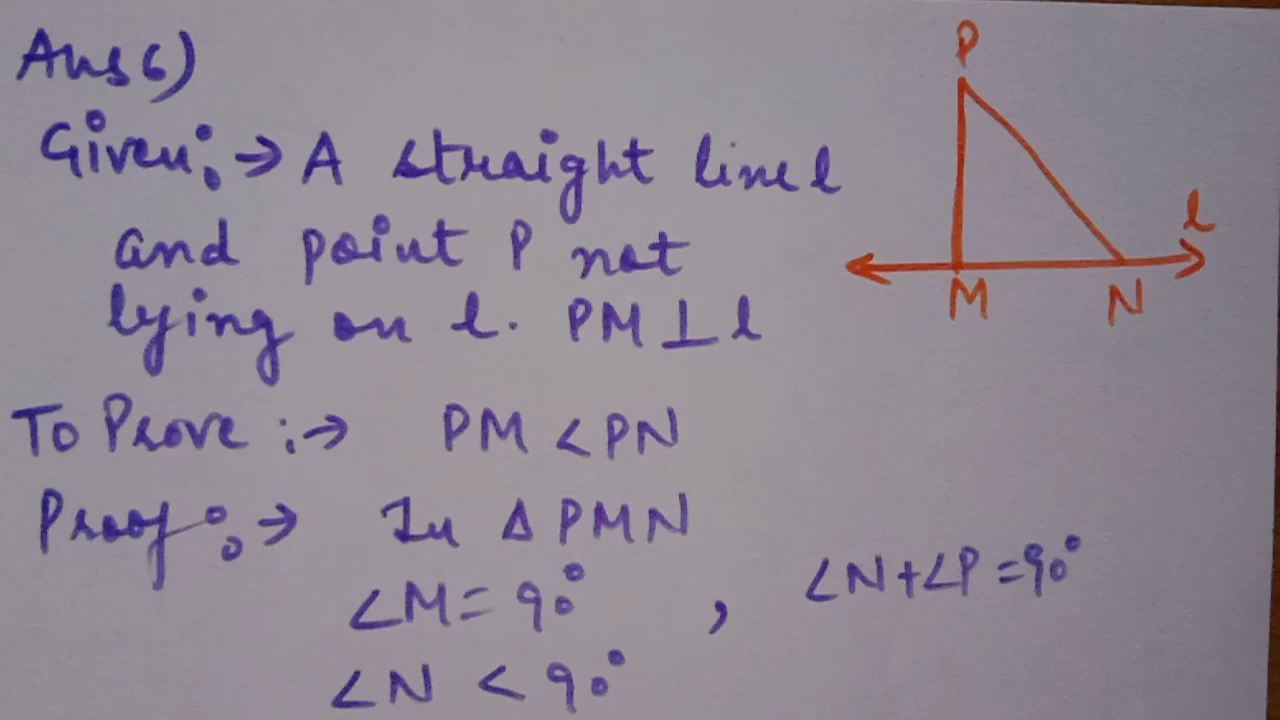 Ans 6)
P
Given :→ A straight line l
and point P not
l
lying on l. PM ⊥ l
M N
To Prove :→ PM < PN
Proof :→ In Δ PMN
∠M = 90° , ∠N + ∠P = 90°
∠N < 90°